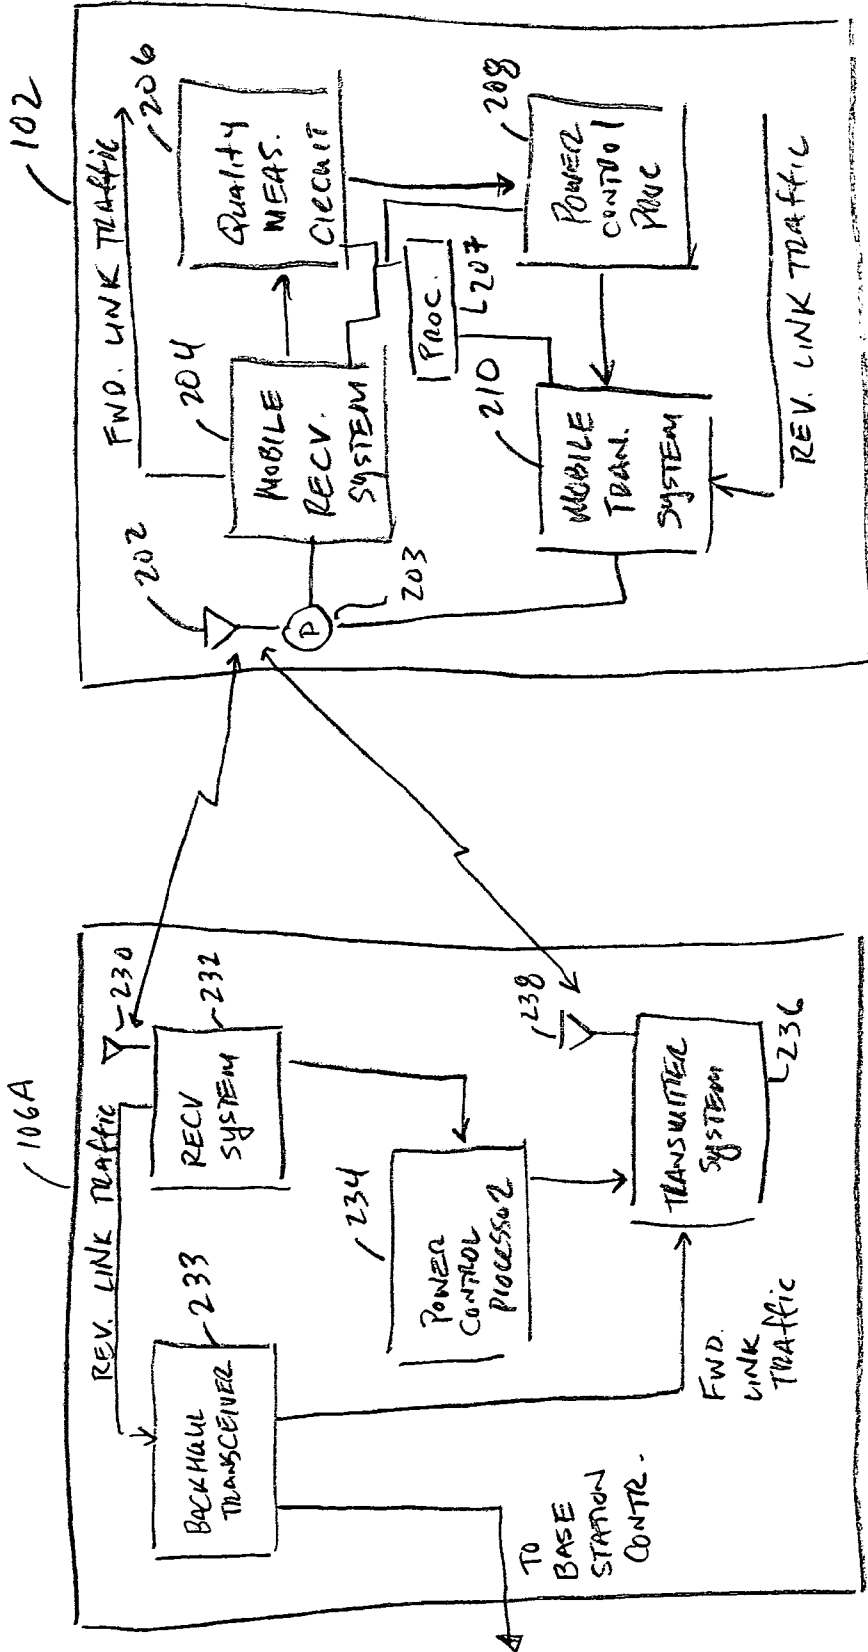 106A
REV. LINK TRAFFIC
230
RECV
SYSTEM
232
BACKHAUL
TRANSCEIVER
233
234
POWER
CONTROL
PROCESSOR
238
TRANSMITTER
SYSTEM
236
FWD.
LINK
TRAFFIC
TO
BASE
STATION
CONTR.
102
FWD. LINK TRAFFIC
202
D
203
204
MOBILE
RECV.
SYSTEM
206
Quality
MEAS.
CIRCUIT
PROC.
207
208
POWER
CONTROL
PROC
210
MOBILE
TRAN.
SYSTEM
REV. LINK TRAFFIC